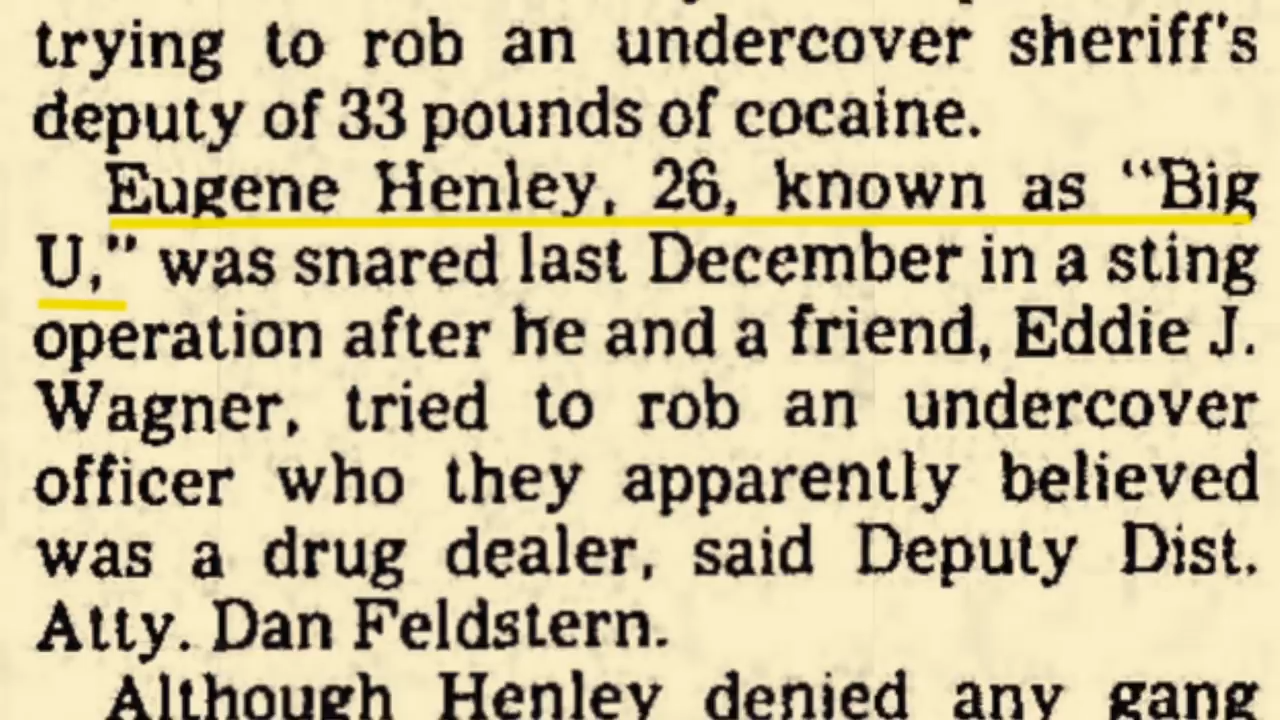 trying to rob an undercover sheriff's
deputy of 33 pounds of cocaine.
Eugene Henley, 26, known as "Big
U," was snared last December in a sting
operation after he and a friend, Eddie J.
Wagner, tried to rob an undercover
officer who they apparently believed
was a drug dealer, said Deputy Dist.
Atty. Dan Feldstern.
Although Henley denied any gang